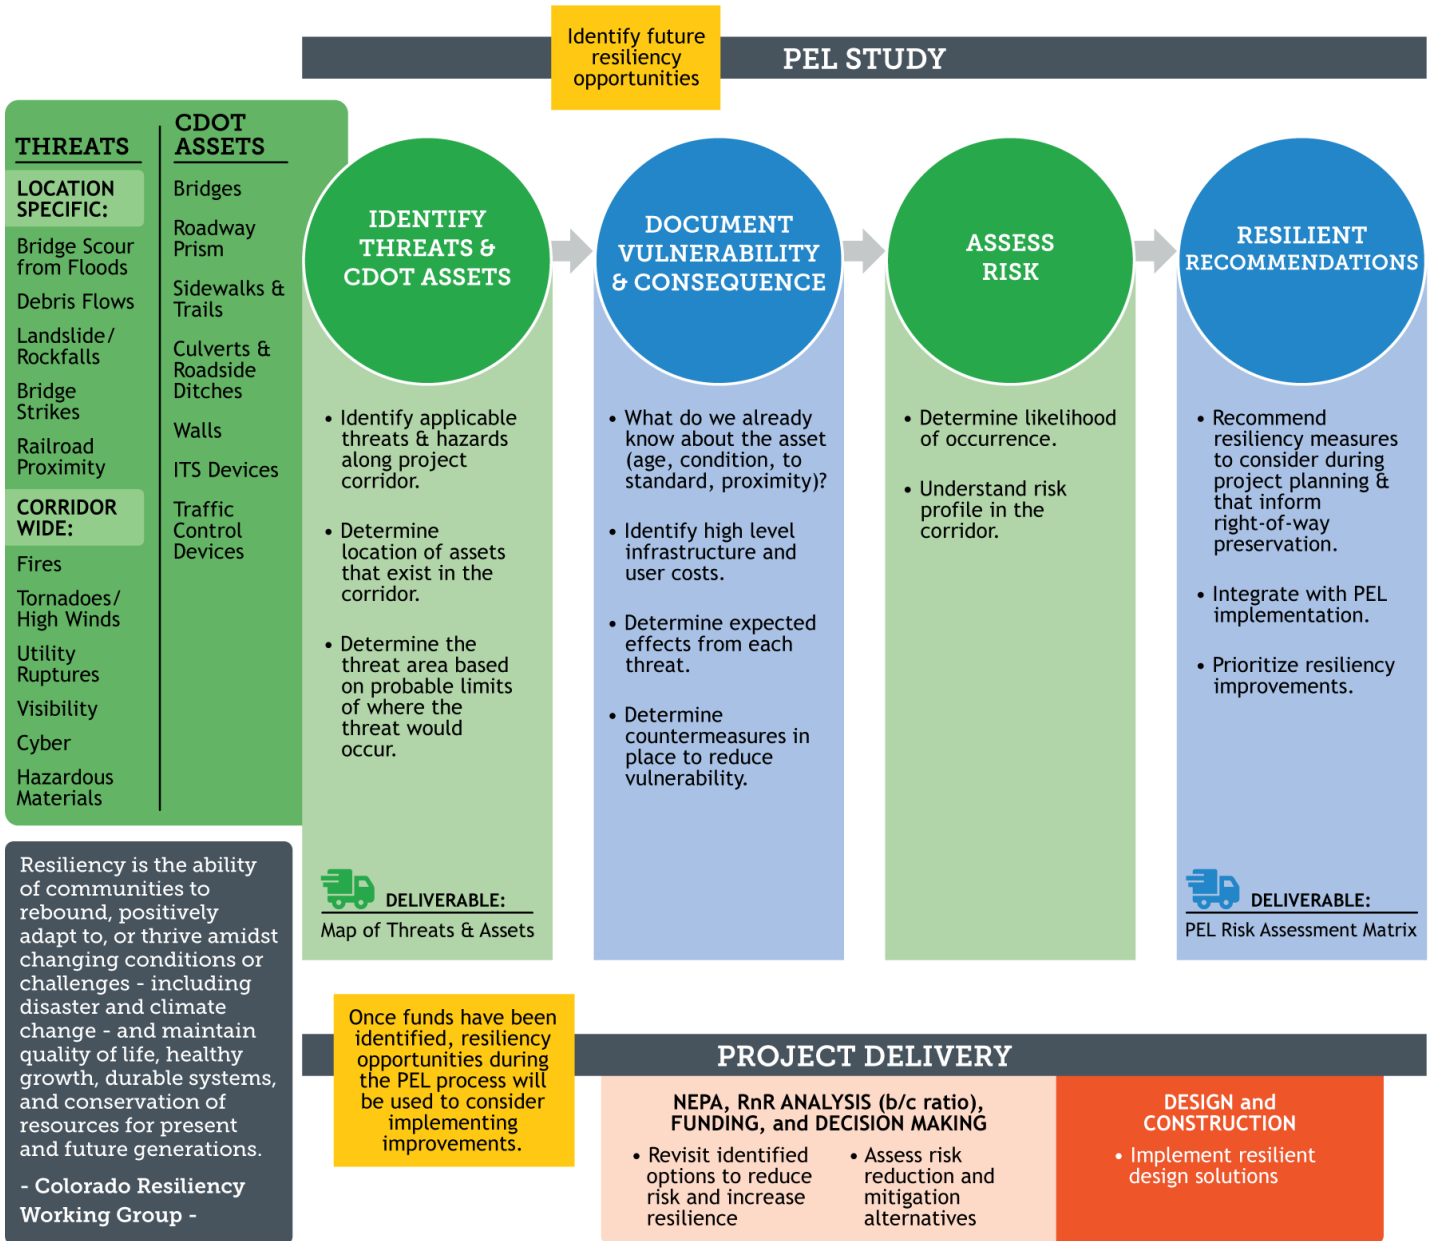 Identify future
resiliency
opportunities
PEL STUDY
THREATS
LOCATION
SPECIFIC:
Bridge Scour
from Floods
Debris Flows
Landslide/
Rockfalls
Bridge
Strikes
Railroad
Proximity
CORRIDOR
WIDE:
Fires
Tornadoes/
High Winds
Utility
Ruptures
Visibility
Cyber
Hazardous
Materials
CDOT
ASSETS
Bridges
Roadway
Prism
Sidewalks &
Trails
Culverts &
Roadside
Ditches
Walls
ITS Devices
Traffic
Control
Devices
IDENTIFY
THREATS &
CDOT ASSETS
• Identify applicable
threats & hazards
along project
corridor.
• Determine
location of assets
that exist in the
corridor.
• Determine the
threat area based
on probable limits
of where the
threat would
occur.
DELIVERABLE:
Map of Threats & Assets
DOCUMENT
VULNERABILITY
& CONSEQUENCE
• What do we already
know about the asset
(age, condition, to
standard, proximity)?
• Identify high level
infrastructure and
user costs.
• Determine expected
effects from each
threat.
• Determine
countermeasures in
place to reduce
vulnerability.
ASSESS
RISK
• Determine likelihood
of occurrence.
• Understand risk
profile in the
corridor.
RESILIENT
RECOMMENDATIONS
• Recommend
resiliency measures
to consider during
project planning &
that inform
right-of-way
preservation.
• Integrate with PEL
implementation.
• Prioritize resiliency
improvements.
DELIVERABLE:
PEL Risk Assessment Matrix
Resiliency is the ability
of communities to
rebound, positively
adapt to, or thrive amidst
changing conditions or
challenges - including
disaster and climate
change - and maintain
quality of life, healthy
growth, durable systems,
and conservation of
resources for present
and future generations.
- Colorado Resiliency
Working Group -
Once funds have been
identified, resiliency
opportunities during
the PEL process will
be used to consider
implementing
improvements.
PROJECT DELIVERY
NEPA, RnR ANALYSIS (b/c ratio),
FUNDING, and DECISION MAKING
• Revisit identified
options to reduce
risk and increase
resilience
• Assess risk
reduction and
mitigation
alternatives
DESIGN and
CONSTRUCTION
• Implement resilient
design solutions